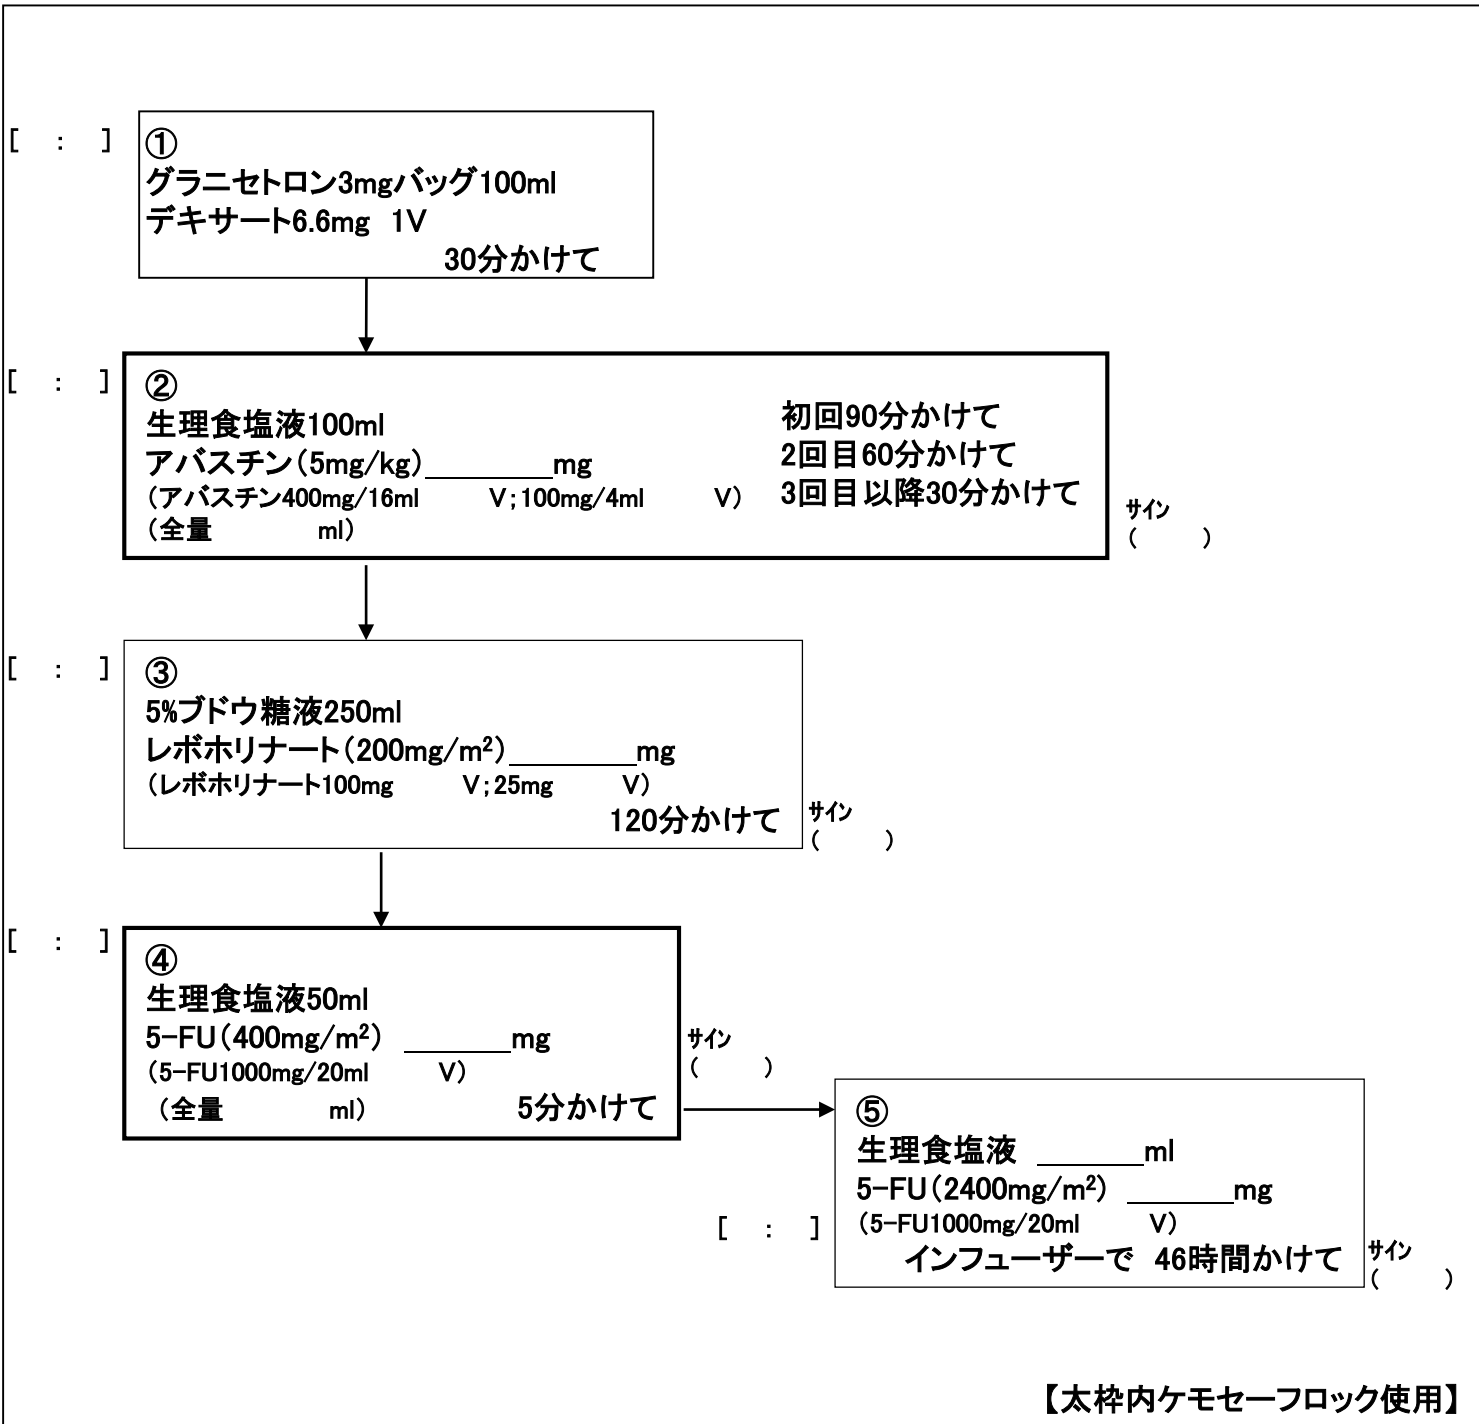 [ : ]
①
グラニセトロン3mgバッグ100ml
デキサート6.6mg 1V
30分かけて
[ : ]
②
生理食塩液100ml
アバスチン(5mg/kg)________mg
(アバスチン400mg/16ml V;100mg/4ml V)
(全量 ml)
初回90分かけて
2回目60分かけて
3回目以降30分かけて
サイン
( )
[ : ]
③
5%ブドウ糖液250ml
レボホリナート(200mg/m²)________mg
(レボホリナート100mg V;25mg V)
120分かけて
サイン
( )
[ : ]
④
生理食塩液50ml
5-FU(400mg/m²) _______mg
(5-FU1000mg/20ml V)
(全量 ml) 5分かけて
サイン
( )
[ : ]
⑤
生理食塩液 _______ml
5-FU(2400mg/m²) _______mg
(5-FU1000mg/20ml V)
インフューザーで 46時間かけて
サイン
( )
【太枠内ケモセーフロック使用】